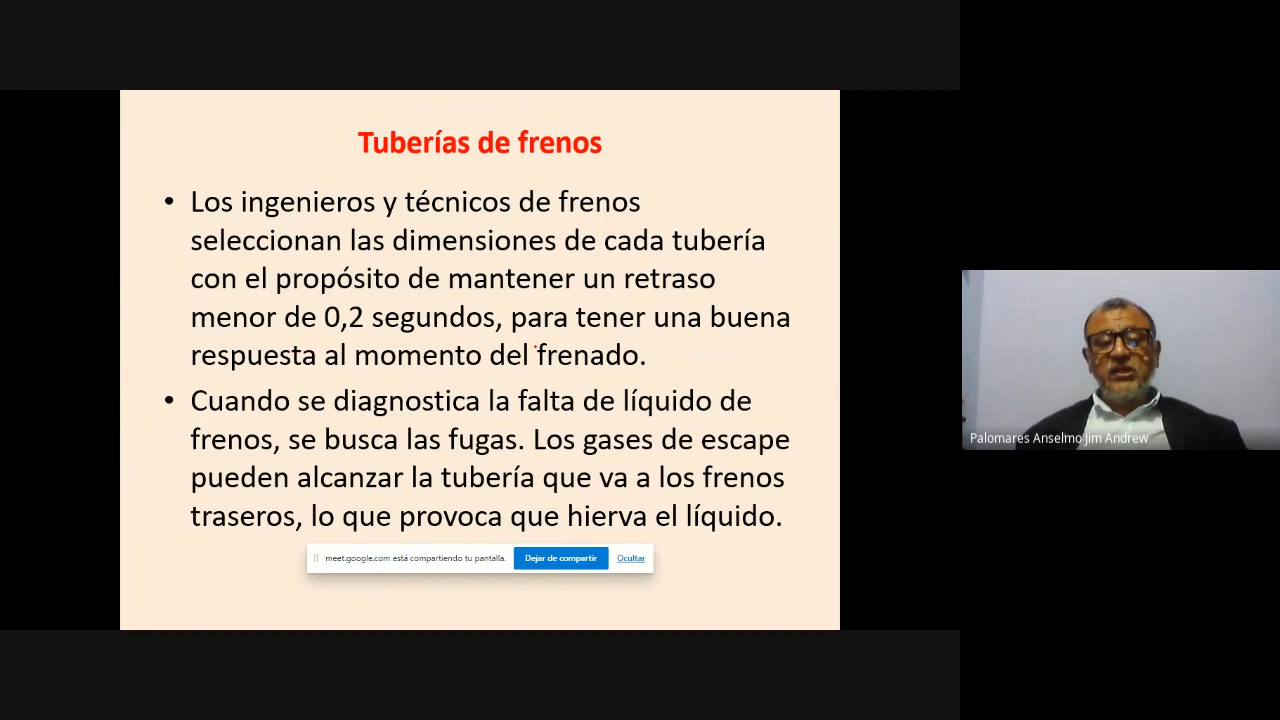 Tuberías de frenos
• Los ingenieros y técnicos de frenos
seleccionan las dimensiones de cada tubería
con el propósito de mantener un retraso
menor de 0,2 segundos, para tener una buena
respuesta al momento del frenado.
• Cuando se diagnostica la falta de líquido de
frenos, se busca las fugas. Los gases de escape
pueden alcanzar la tubería que va a los frenos
traseros, lo que provoca que hierva el líquido.
meet.google.com está compartiendo tu pantalla. Dejar de compartir Ocultar
Palomares Anselmo Jim Andrew